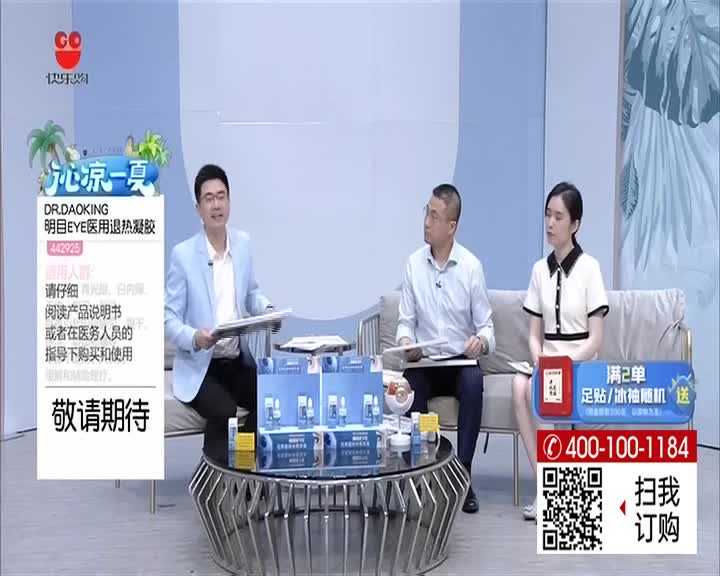 GO
快乐购
沁凉一夏
DR.DAOKING
明目EYE医用退热凝胶
442925
适用人群:
请仔细
阅读产品说明书
或者在医务人员的
指导下购买和使用
敬请期待
满2单
足贴/冰袖随机
送
400-100-1184
扫我
订购